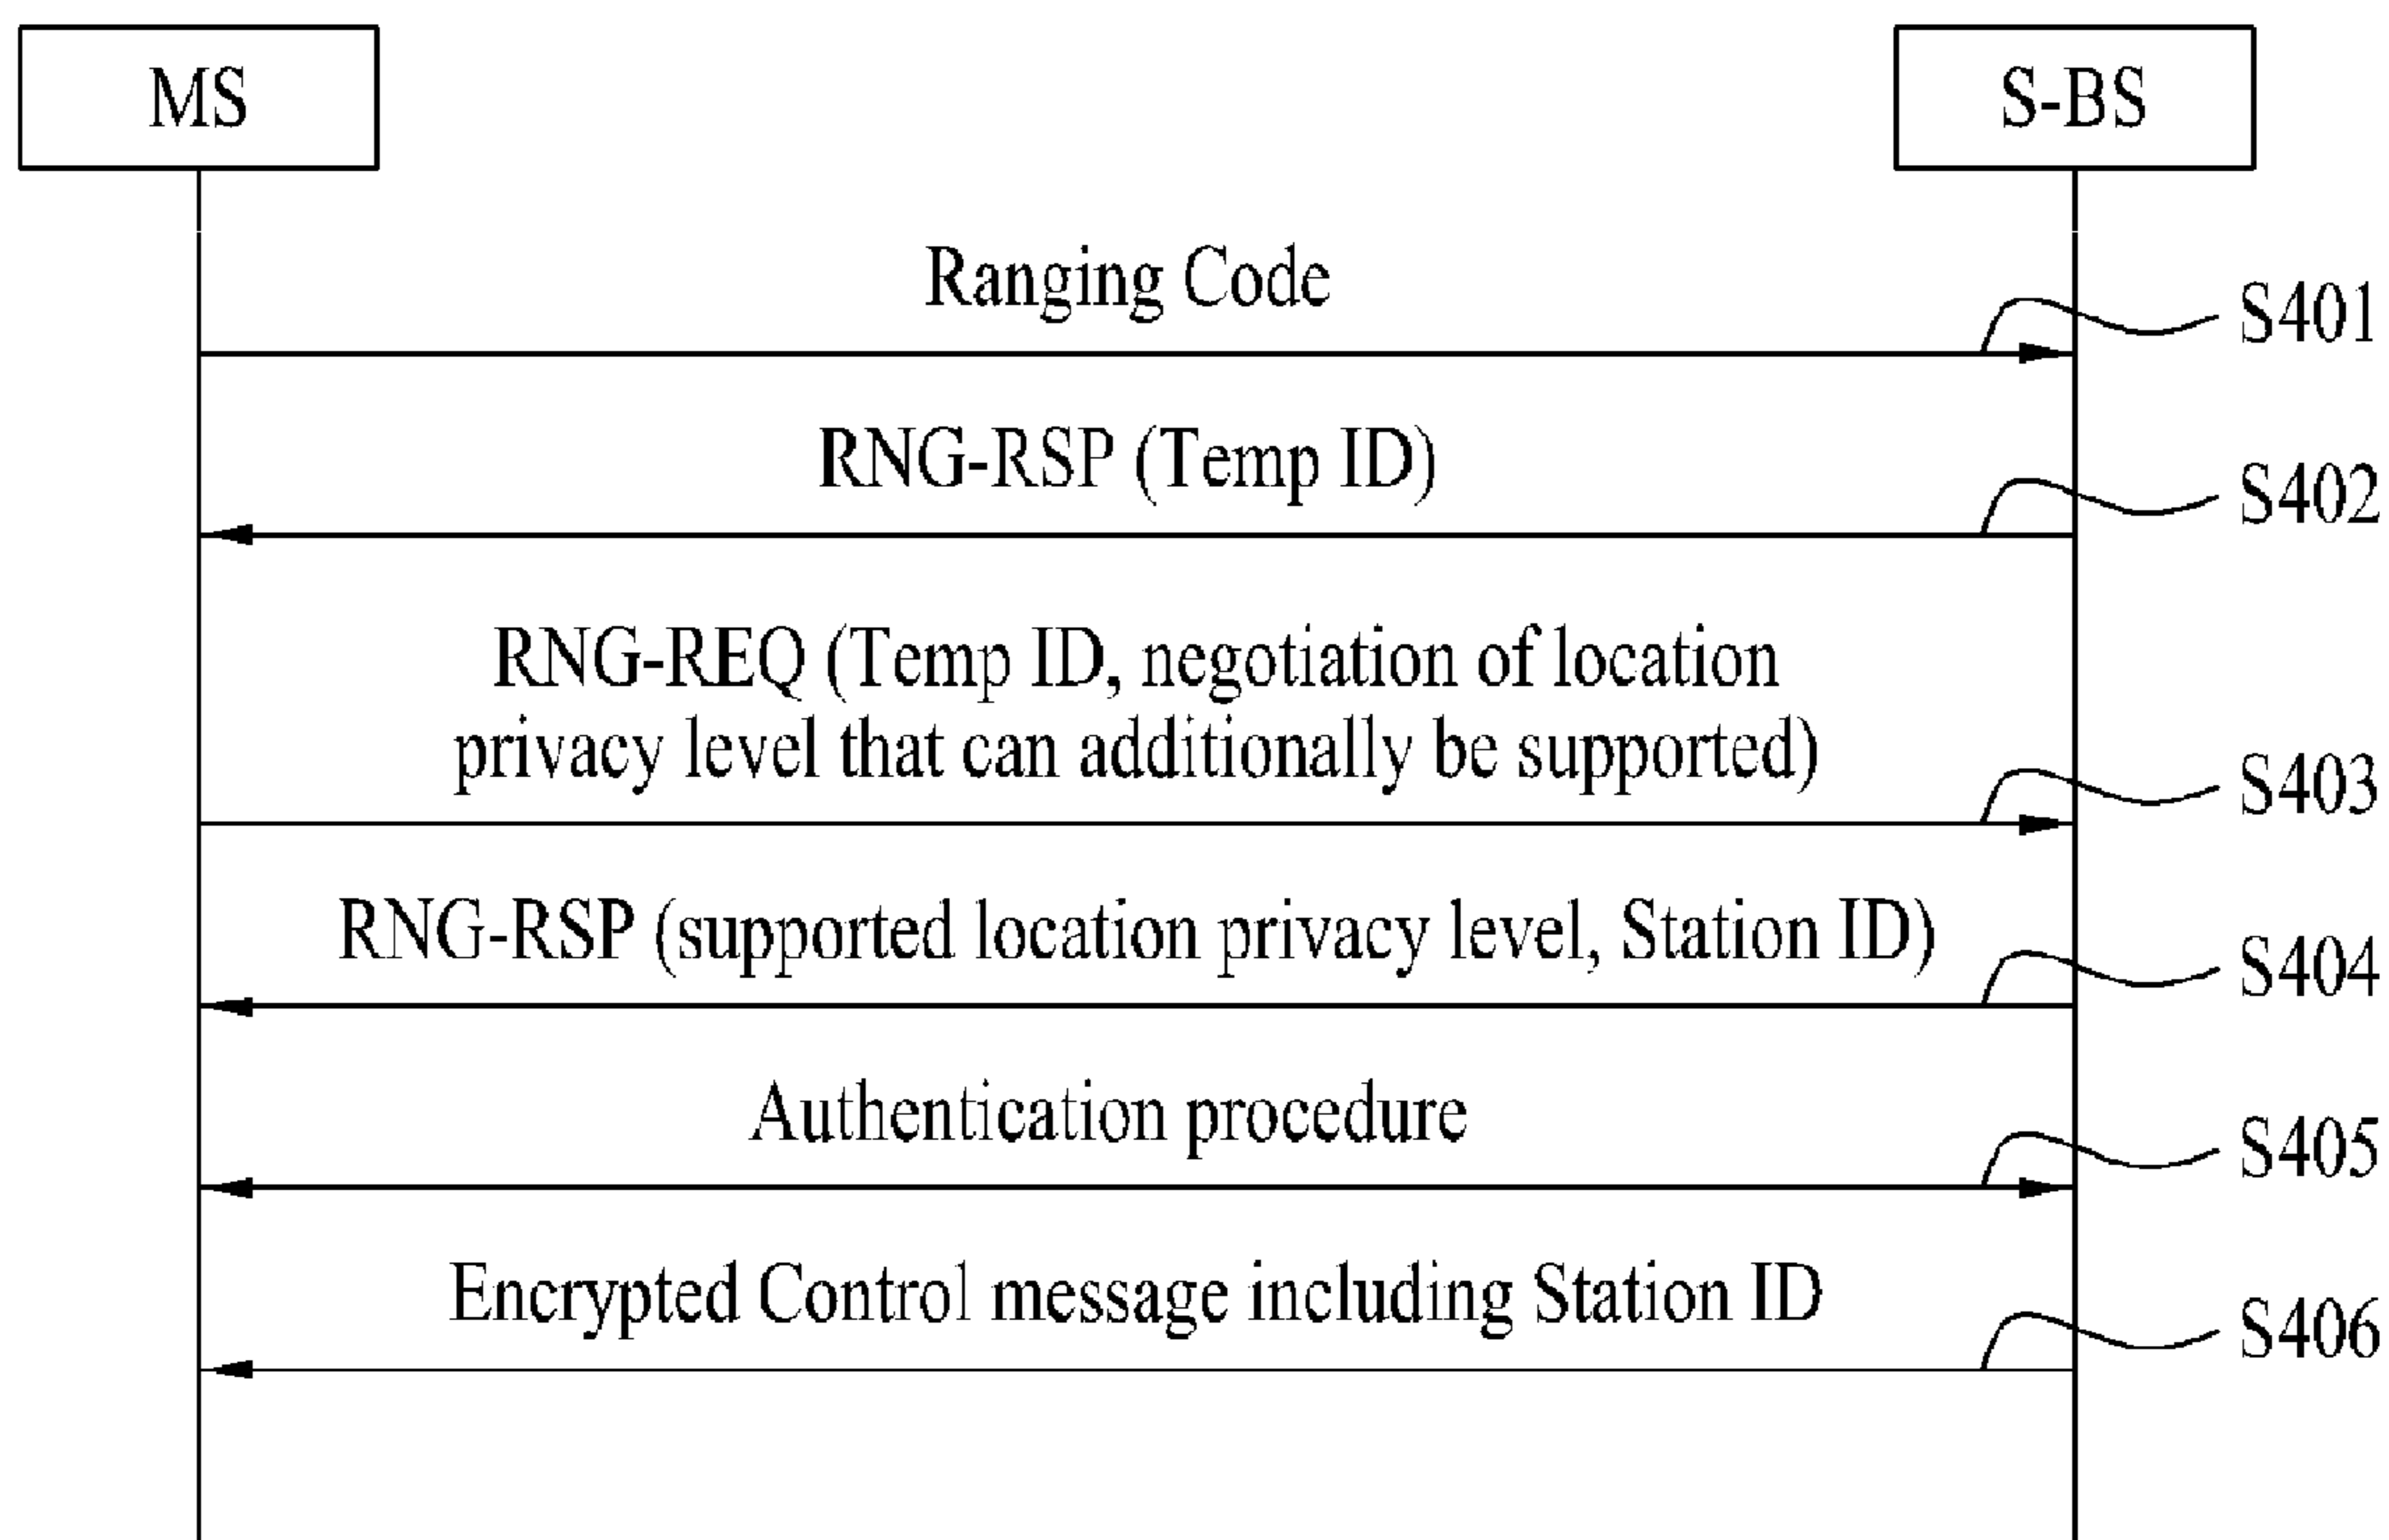 MS
S-BS
Ranging Code
S401
RNG-RSP (Temp ID)
S402
RNG-REQ (Temp ID, negotiation of location
privacy level that can additionally be supported)
S403
RNG-RSP (supported location privacy level, Station ID)
S404
Authentication procedure
S405
Encrypted Control message including Station ID
S406